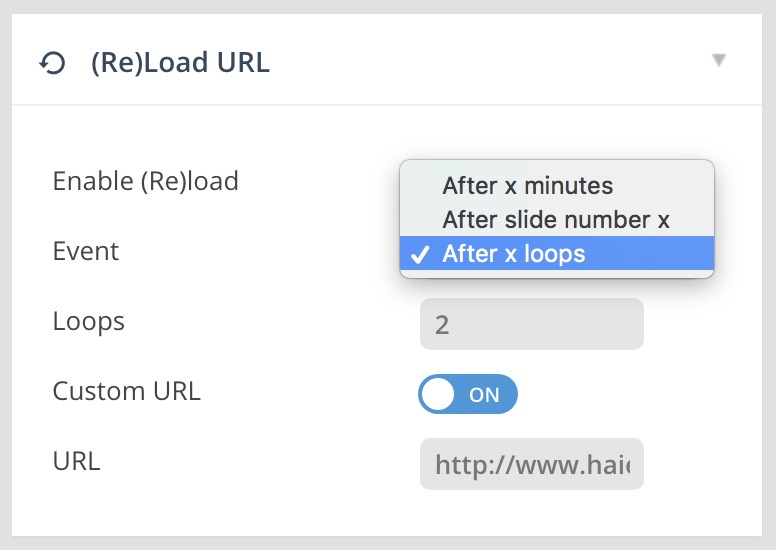 (Re)Load URL
Enable (Re)load
After x minutes
After slide number x
Event
After x loops
Loops
2
Custom URL
ON
URL
http://www.hai